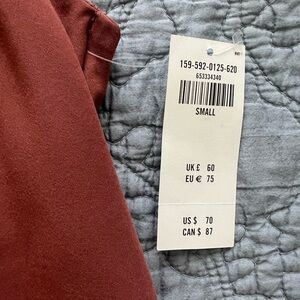 159-592-0125-620
653334340
SMALL
UK £ 60
EU € 75
US $ 70
CAN $ 87